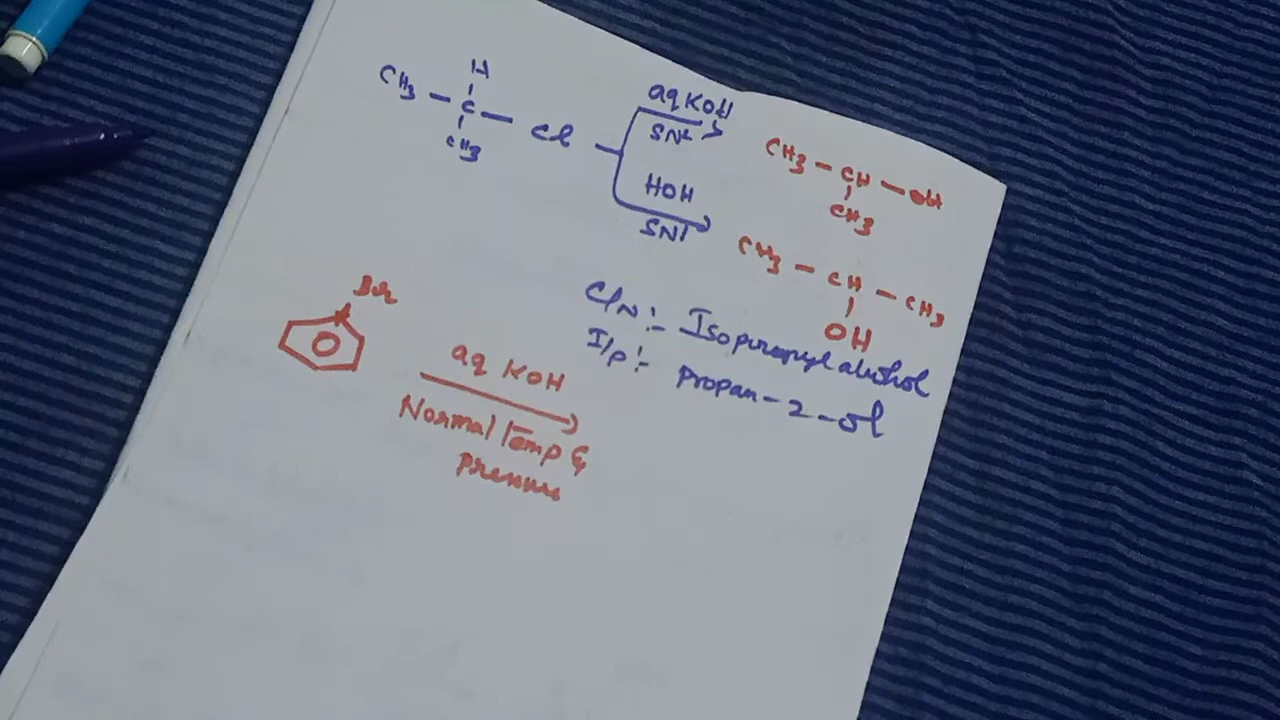 H
CH3 - C - Cl
CH3
aq KOH
SN2
HOH
SN1
CH3 - CH - OH
CH3
CH3 - CH - CH3
OH
C/N :- Isopropyl alcohol
I/p :- Propan-2-ol
Br
aq KOH
Normal Temp &
pressure